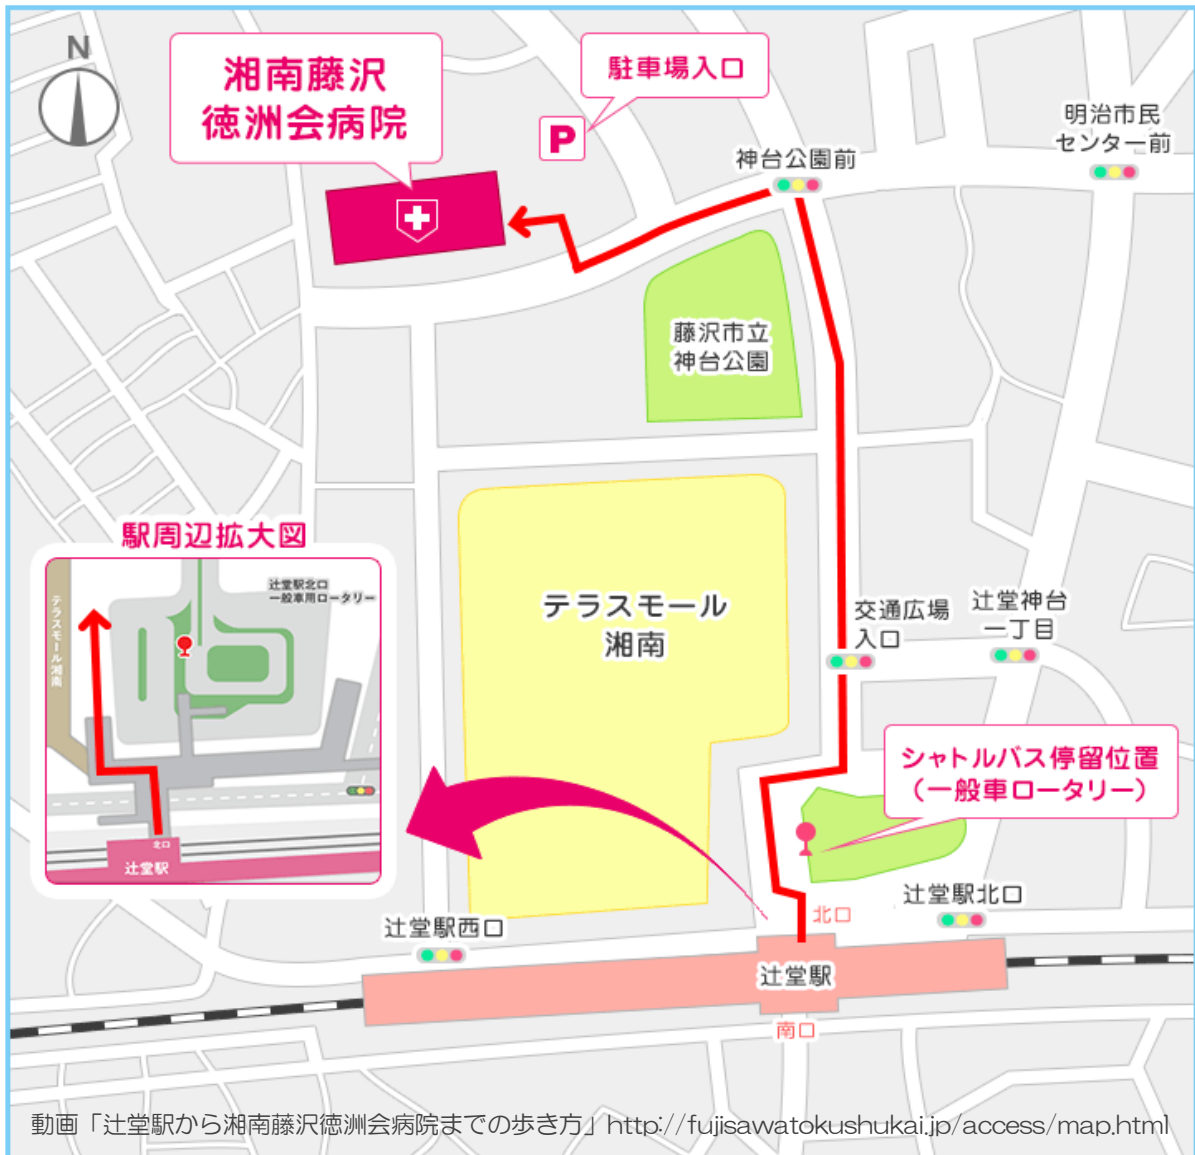 N
湘南藤沢
徳洲会病院
駐車場入口
P
神台公園前
明治市民
センター前
藤沢市立
神台公園
駅周辺拡大図
辻堂駅北口
一般車用ロータリー
テラスモール湘南
北口
辻堂駅
テラスモール
湘南
交通広場
入口
辻堂神台
一丁目
シャトルバス停留位置
（一般車ロータリー）
辻堂駅北口
北口
辻堂駅西口
辻堂駅
南口
動画「辻堂駅から湘南藤沢徳洲会病院までの歩き方」http://fujisawatokushukai.jp/access/map.html